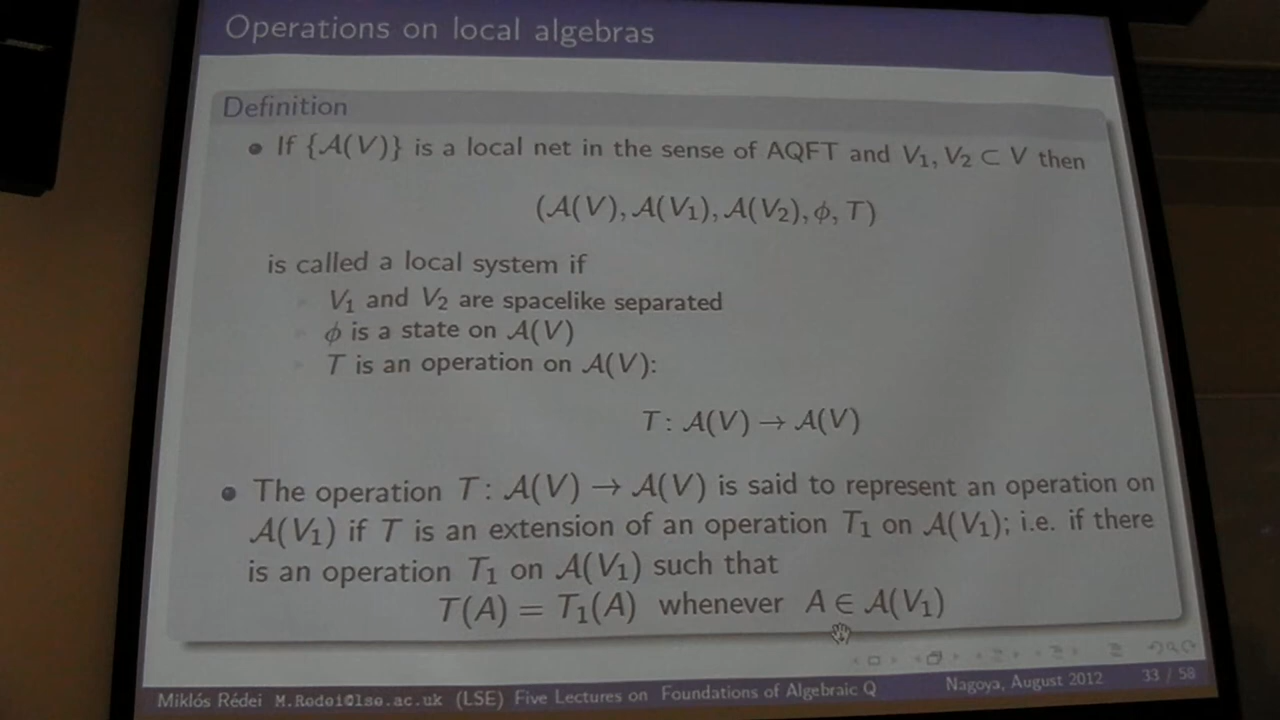 Operations on local algebras
Definition
• If {𝒜(V)} is a local net in the sense of AQFT and V₁, V₂ ⊂ V then
(𝒜(V), 𝒜(V₁), 𝒜(V₂), ϕ, T)
is called a local system if
V₁ and V₂ are spacelike separated
ϕ is a state on 𝒜(V)
T is an operation on 𝒜(V):
T : 𝒜(V) → 𝒜(V)
• The operation T : 𝒜(V) → 𝒜(V) is said to represent an operation on
𝒜(V₁) if T is an extension of an operation T₁ on 𝒜(V₁); i.e. if there
is an operation T₁ on 𝒜(V₁) such that
T(A) = T₁(A) whenever A ∈ 𝒜(V₁)
Miklós Rédei M.Redei@lse.ac.uk (LSE) Five Lectures on Foundations of Algebraic Q Nagoya, August 2012 33 / 58